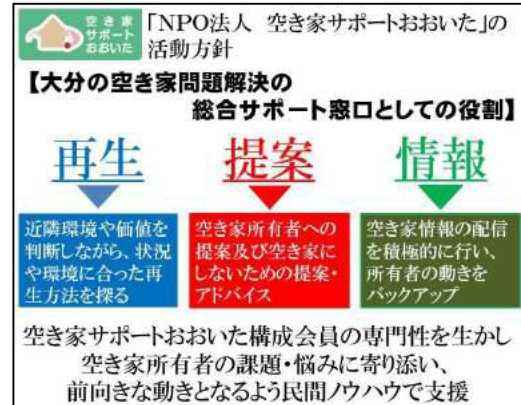 空き家
サポート
おおいた
「NPO法人 空き家サポートおおいた」の
活動方針
【大分の空き家問題解決の
総合サポート窓口としての役割】
再生
提案
情報
近隣環境や価値を
判断しながら、状況
や環境に合った再
生方法を探る
空き家所有者への
提案及び空き家に
しないための提案・
アドバイス
空き家情報の配信
を積極的に行い、
所有者の動きを
バックアップ
空き家サポートおおいた構成会員の専門性を生かし
空き家所有者の課題・悩みに寄り添い、
前向きな動きとなるよう民間ノウハウで支援